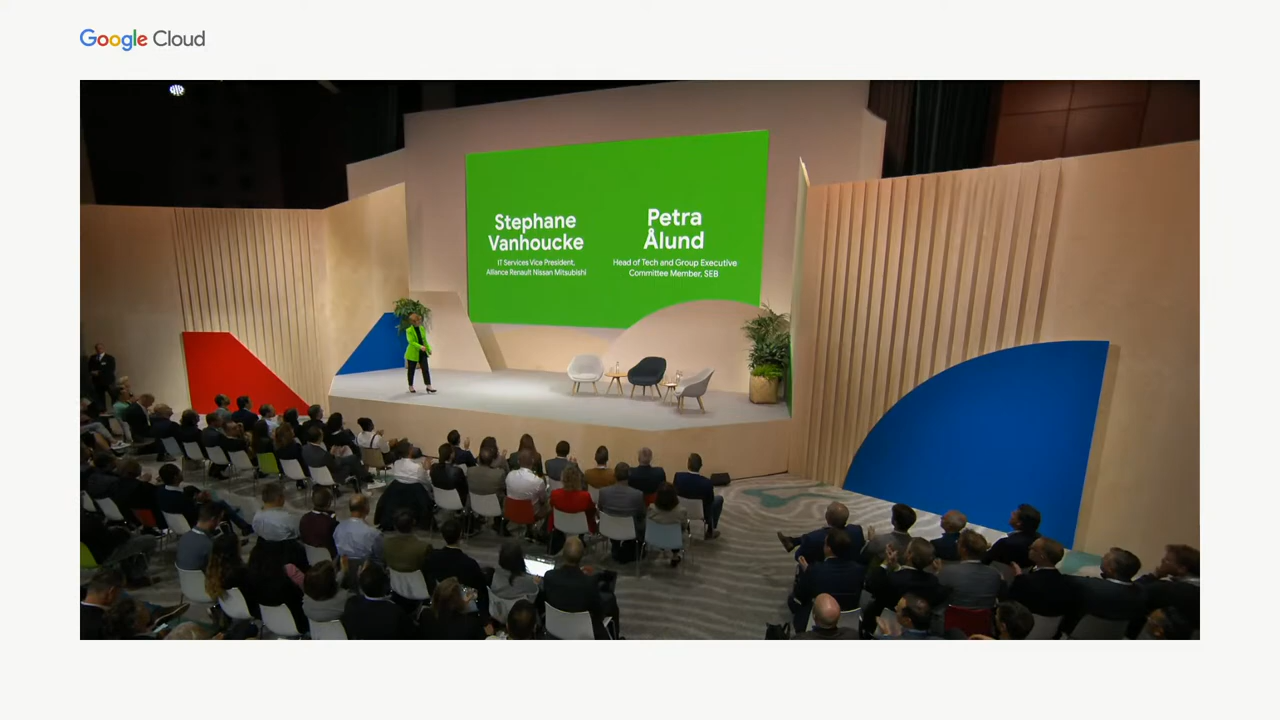 Google Cloud
Stephane
Vanhoucke
IT Services Vice President,
Alliance Renault Nissan Mitsubishi
Petra
Ålund
Head of Tech and Group Executive
Committee Member, SEB